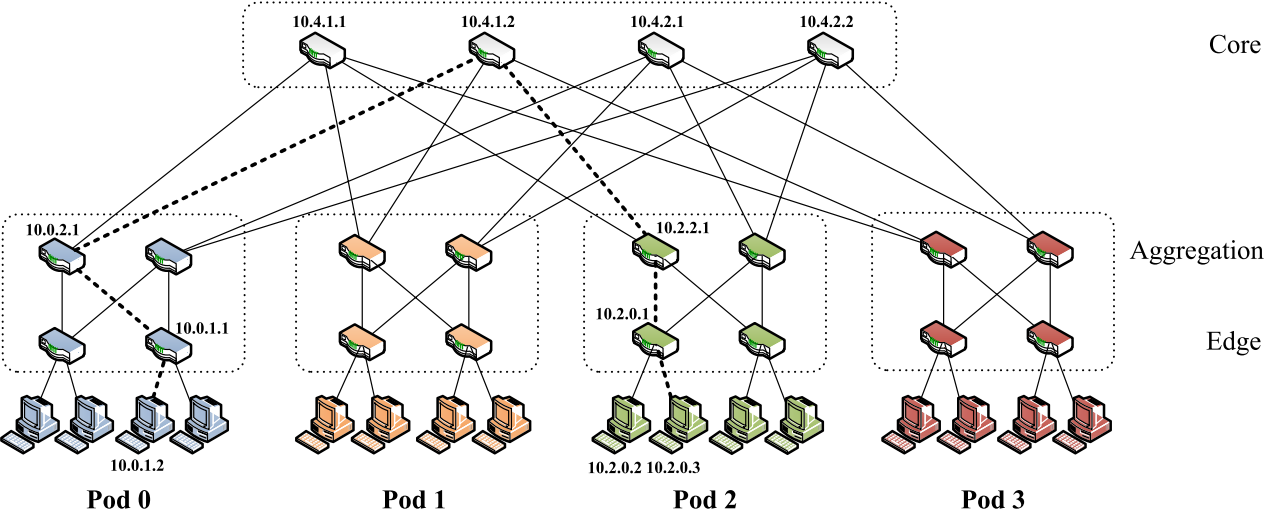 10.4.1.1 10.4.1.2 10.4.2.1 10.4.2.2
Core
10.0.2.1 10.2.2.1
Aggregation
10.0.1.1 10.2.0.1
Edge
10.0.1.2 10.2.0.2 10.2.0.3
Pod 0 Pod 1 Pod 2 Pod 3